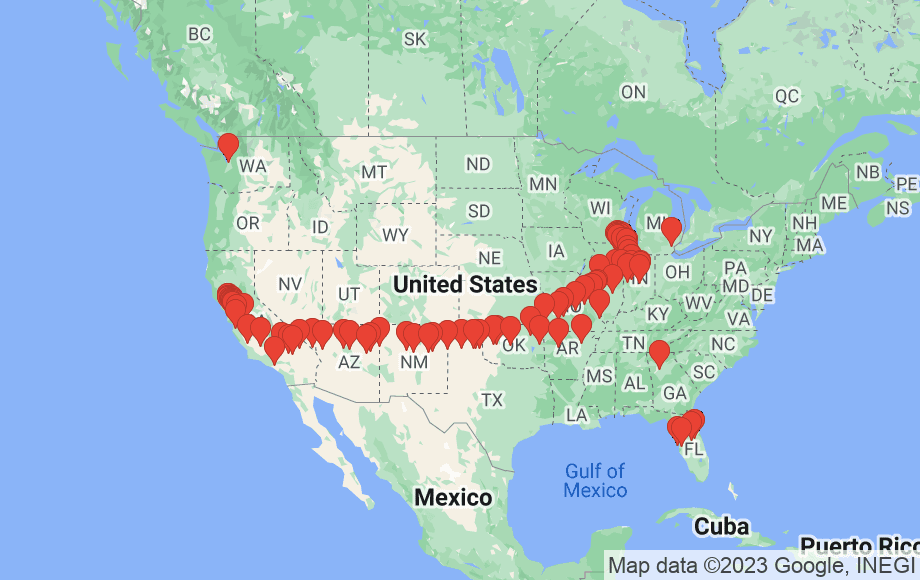 BC
SK
ON
QC
WA
MT
ND
MN
NB
PE
OR
ID
SD
WI
MI
ME
NS
WY
NH
NY
MA
NE
IA
NV
UT
United States
IN
OH
PA
MD
DE
WV
KY
VA
AZ
NM
OK
AR
TN
NC
SC
TX
MS
AL
GA
LA
FL
Gulf of
Mexico
Mexico
Cuba
Puerto Ricc
Map data ©2023 Google, INEGI